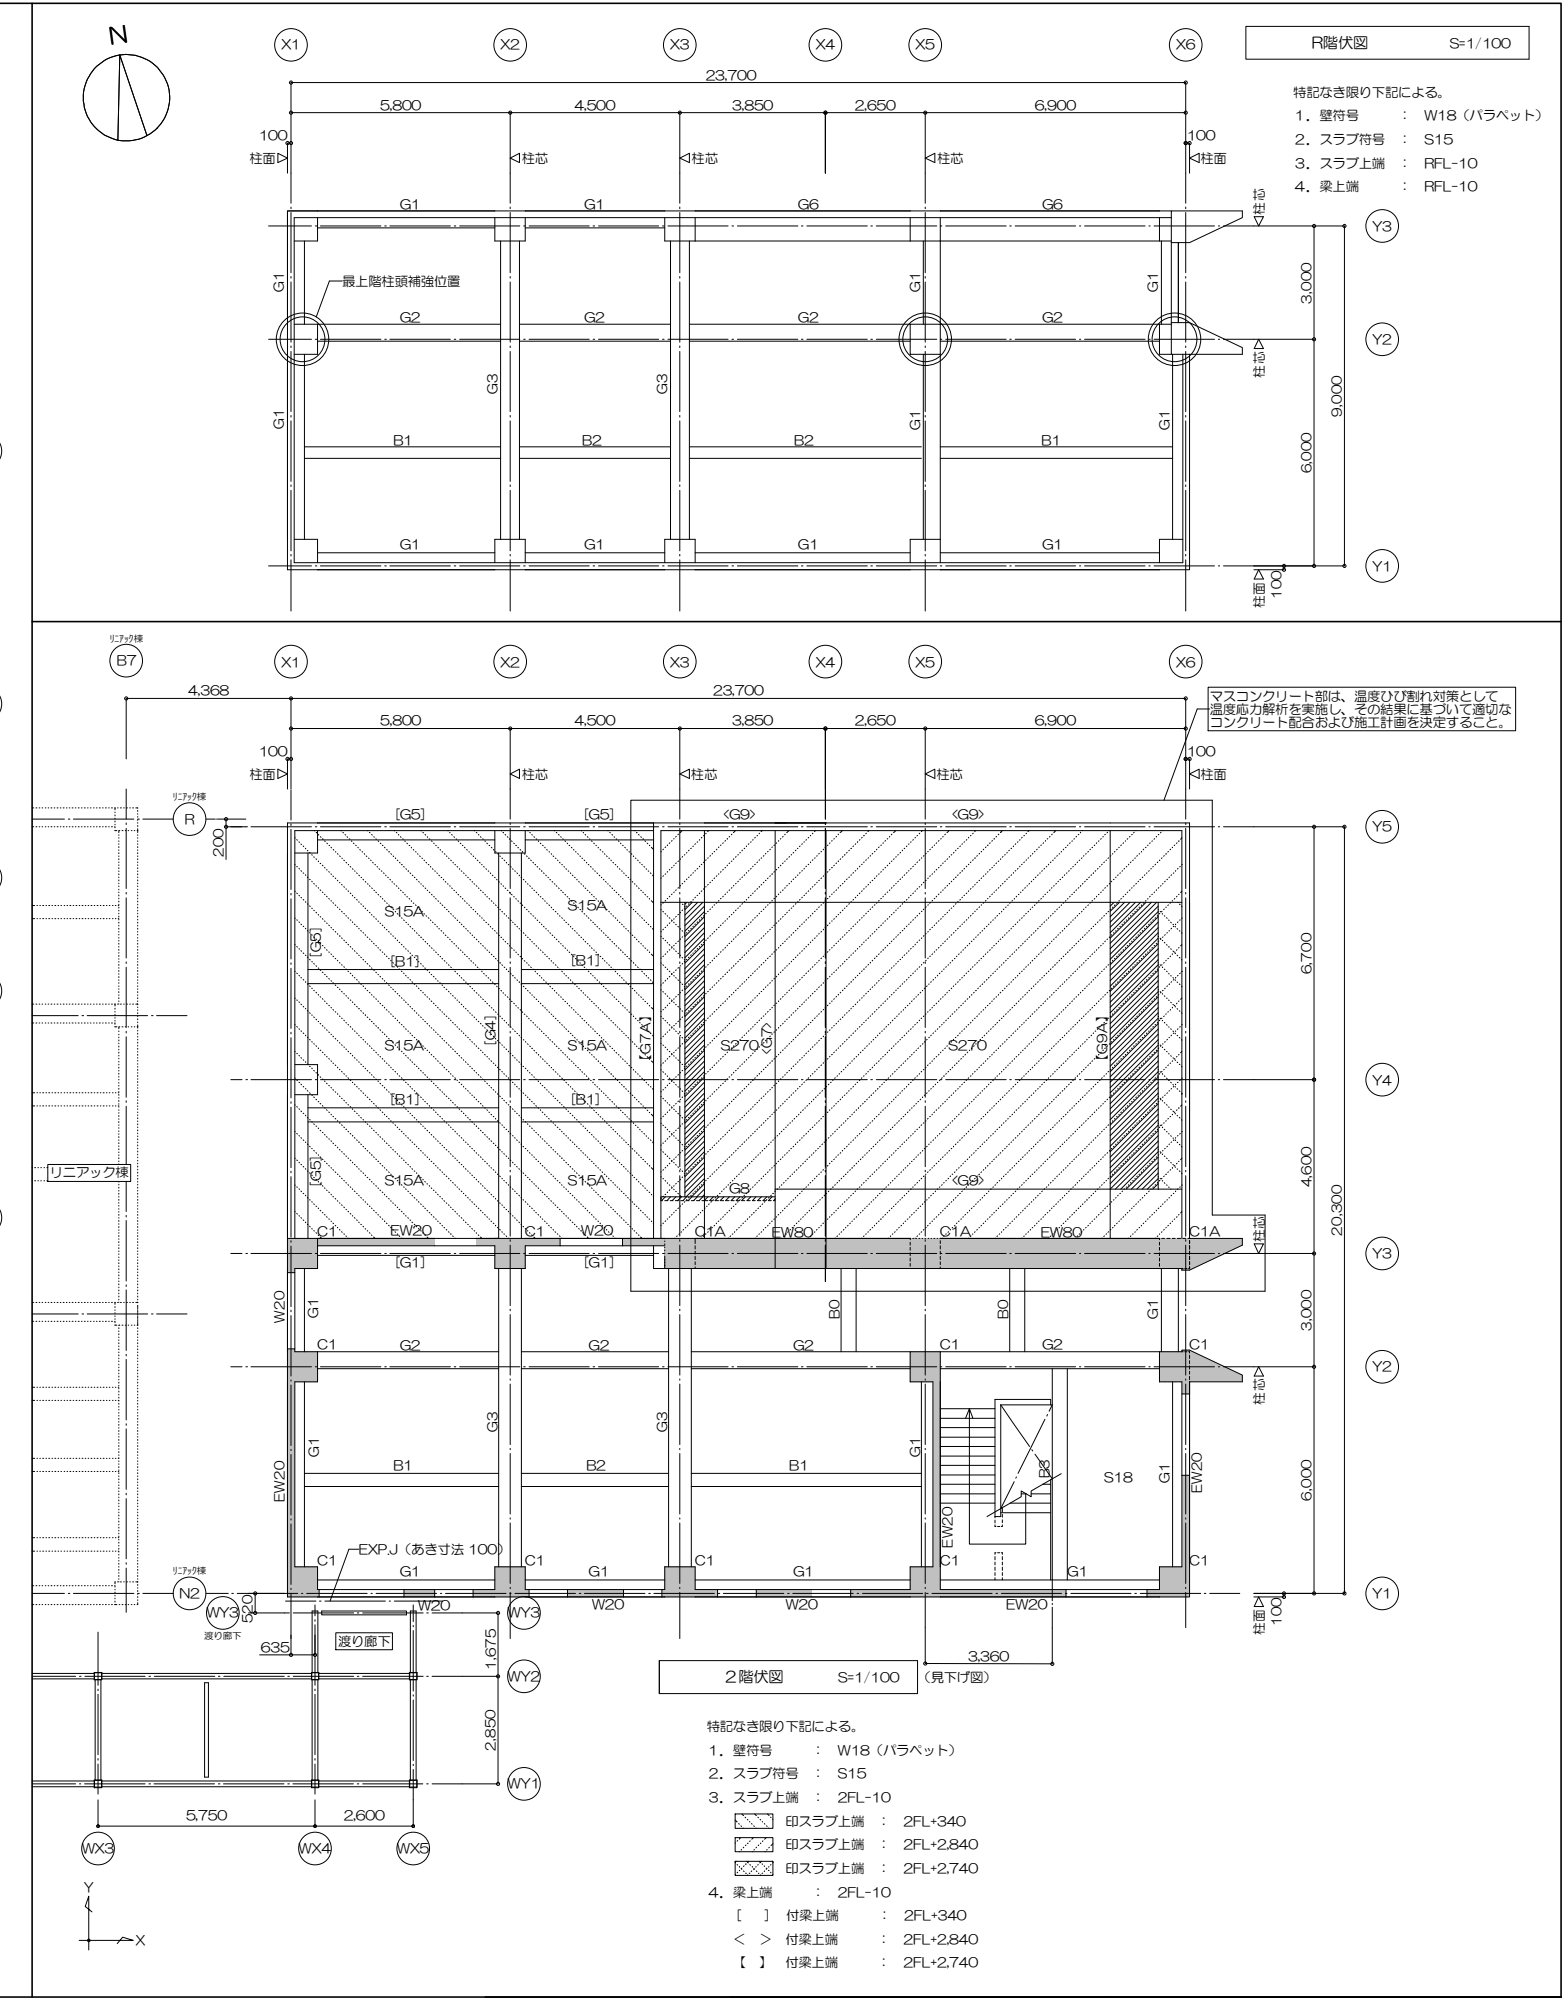 N
X1
X2
X3
X4
X5
X6
R階伏図 S=1/100
23,700
5,800
4,500
3,850
2,650
6,900
100
100
柱面
柱芯
柱芯
柱芯
柱面
特記なき限り下記による。
1. 壁符号 : W18（パラペット）
2. スラブ符号 : S15
3. スラブ上端 : RFL-10
4. 梁上端 : RFL-10
G1
G1
G6
G6
柱芯
Y3
G1
最上階柱頭補強位置
G1
G1
3,000
G2
G2
G2
G2
Y2
柱芯
G1
G3
G3
G1
G1
9,000
B1
B2
B2
B1
6,000
G1
G1
G1
G1
Y1
柱面
100
リニアック棟
B7
X1
X2
X3
X4
X5
X6
4,368
23,700
5,800
4,500
3,850
2,650
6,900
マスコンクリート部は、温度ひび割れ対策として
温度応力解析を実施し、その結果に基づいて適切な
コンクリート配合および施工計画を決定すること。
100
100
柱面
柱芯
柱芯
柱芯
柱面
リニアック棟
R
200
[G5]
[G5]
<G9>
<G9>
Y5
S15A
S15A
[G5]
[B1]
[B1]
6,700
[G4]
【G7A】
S15A
S15A
S270
<G7>
S270
【G9A】
Y4
[B1]
[B1]
リニアック棟
[G5]
S15A
S15A
G8
<G9>
4,600
20,300
C1
EW20
C1
W20
C1A
EW80
C1A
EW80
C1A
柱芯
[G1]
[G1]
Y3
W20
G1
B0
B0
G1
3,000
C1
G2
G2
G2
C1
G2
C1
Y2
柱芯
EW20
G1
G3
G3
G1
B3
G1
EW20
B1
B2
B1
S18
6,000
EW20
EXP.J（あき寸法 100）
C1
G1
C1
G1
C1
G1
C1
G1
C1
リニアック棟
N2
Y1
柱面
100
WY3
渡り廊下
520
W20
WY3
W20
W20
EW20
635
渡り廊下
1,675
3,360
WY2
2階伏図 S=1/100
（見下げ図）
2,850
WY1
5,750
2,600
WX3
WX4
WX5
Y
X
特記なき限り下記による。
1. 壁符号 : W18（パラペット）
2. スラブ符号 : S15
3. スラブ上端 : 2FL-10
印スラブ上端 : 2FL+340
印スラブ上端 : 2FL+2,840
印スラブ上端 : 2FL+2,740
4. 梁上端 : 2FL-10
[ ] 付梁上端 : 2FL+340
< > 付梁上端 : 2FL+2,840
【 】 付梁上端 : 2FL+2,740